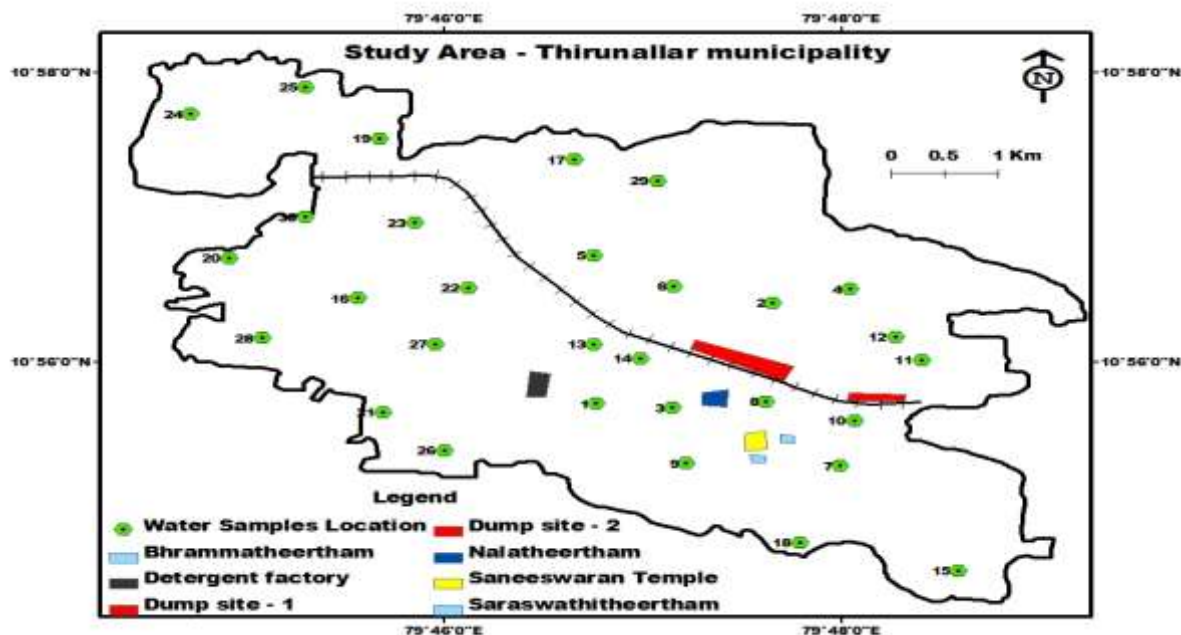 79°46'0"E 79°48'0"E
Study Area - Thirunallar municipality
10°58'0"N 10°58'0"N
N
25
24
19
17
0 0.5 1 Km
29
30
23
20
5
6
22
4
16
2
12
28
27
13
11
14
10°56'0"N 10°56'0"N
1
8
3
21
10
26
9
7
Legend
Water Samples Location
Dump site - 2
Bhrammatheertham
Nalatheertham
18
Detergent factory
Saneeswaran Temple
15
Dump site - 1
Saraswathitheertham
79°46'0"E 79°48'0"E